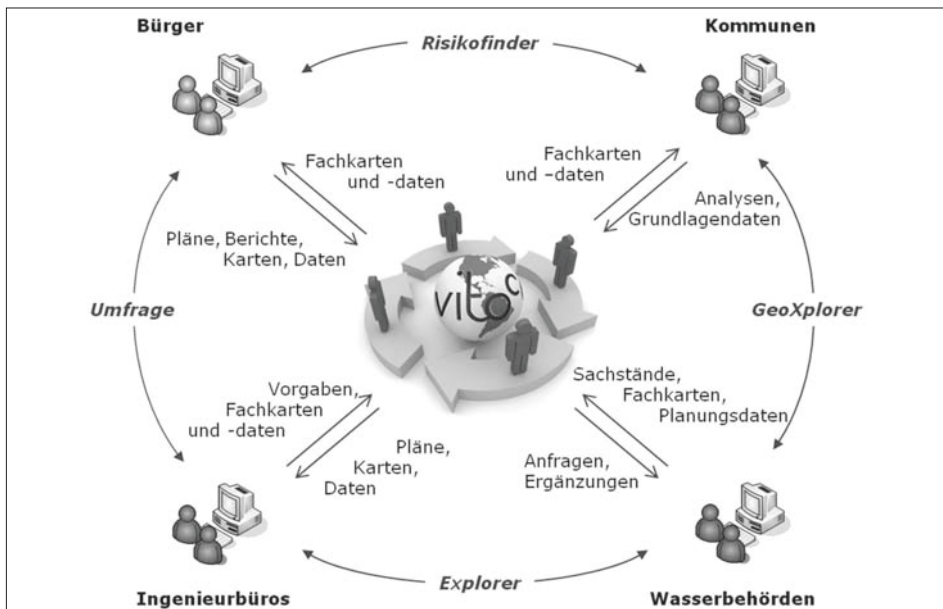 Bürger
Kommunen
Risikofinder
Fachkarten
und -daten
Fachkarten
und –daten
Analysen,
Grundlagendaten
Pläne, Berichte,
Karten, Daten
vito
Umfrage
GeoXplorer
Vorgaben,
Fachkarten
und -daten
Sachstände,
Fachkarten,
Planungsdaten
Pläne,
Karten,
Daten
Anfragen,
Ergänzungen
Explorer
Ingenieurbüros
Wasserbehörden